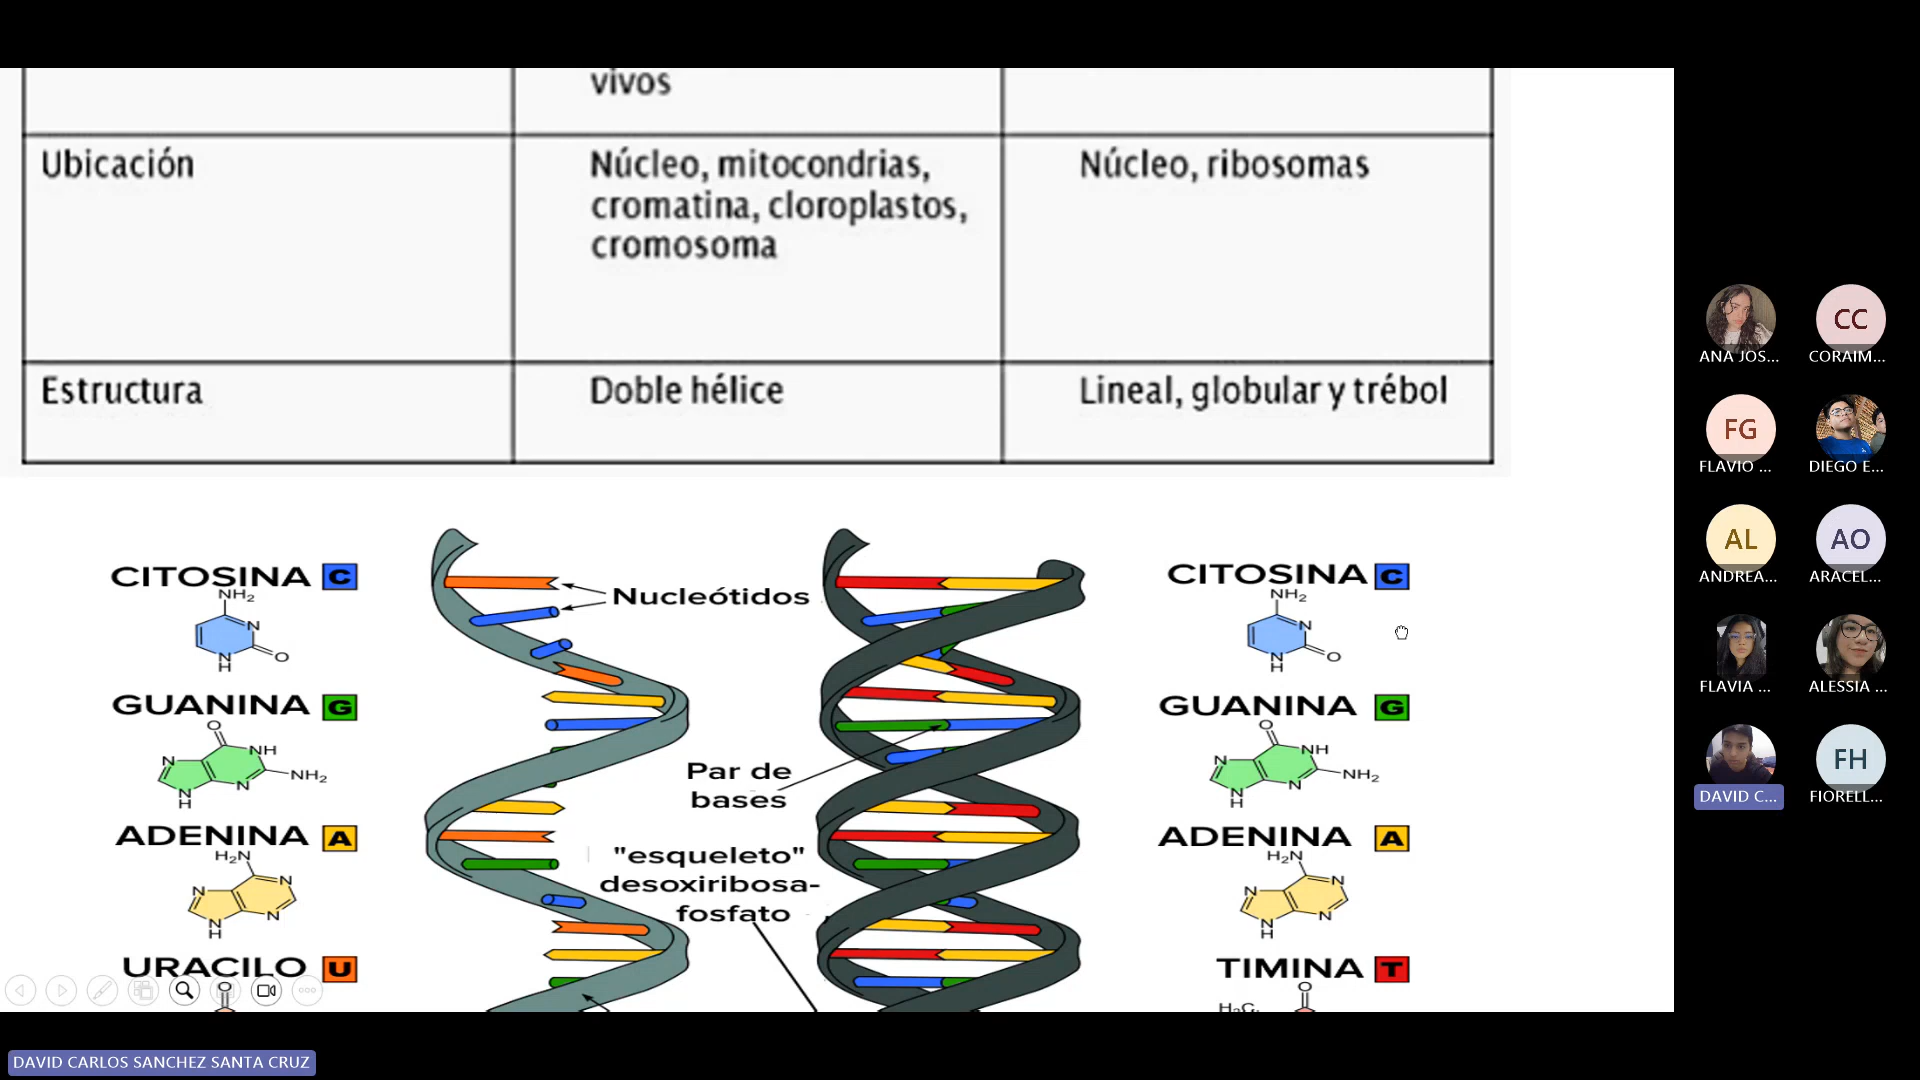 vivos
Ubicación
Núcleo, mitocondrias,
cromatina, cloroplastos,
cromosoma
Núcleo, ribosomas
Estructura
Doble hélice
Lineal, globular y trébol
CITOSINA C
NH₂
N
N
H
O
GUANINA G
O
NH
N
N
H
N
NH₂
ADENINA A
H₂N
N
N
N
H
N
URACILO U
O
Nucleótidos
Par de
bases
"esqueleto"
desoxiribosa-
fosfato
CITOSINA C
NH₂
N
N
H
O
GUANINA G
O
NH
N
N
H
N
NH₂
ADENINA A
H₂N
N
N
N
H
N
TIMINA T
O
H₃C
ANA JOS...
CC
CORAIM...
FG
FLAVIO ...
DIEGO E...
AL
ANDREA...
AO
ARACEL...
FLAVIA ...
ALESSIA ...
DAVID C...
FH
FIORELL...
DAVID CARLOS SANCHEZ SANTA CRUZ